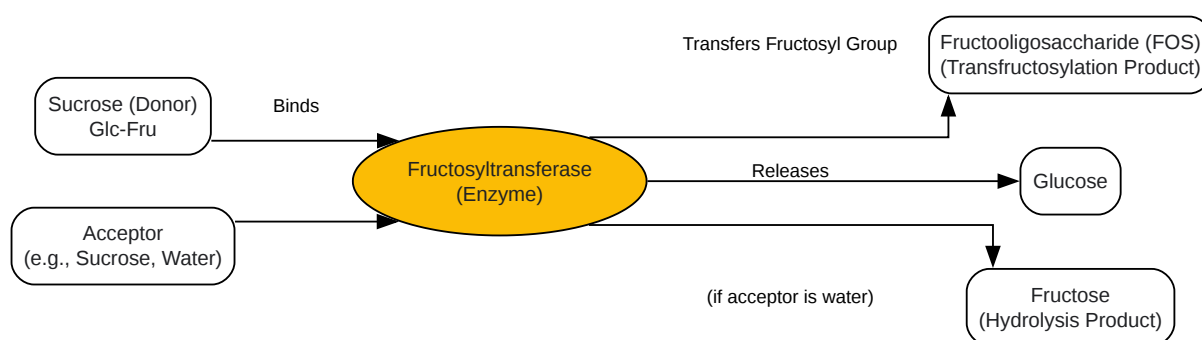 Transfers Fructosyl Group
Fructooligosaccharide (FOS)
(Transfructosylation Product)
Sucrose (Donor)
Glc-Fru
Binds
Fructosyltransferase
(Enzyme)
Releases
Glucose
Acceptor
(e.g., Sucrose, Water)
(if acceptor is water)
Fructose
(Hydrolysis Product)